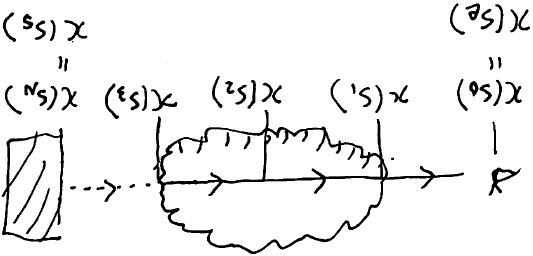 x(s₀) x(s₁) x(s₂) x(s₃) x(s_N)
= =
x(s_e) x(s_s)